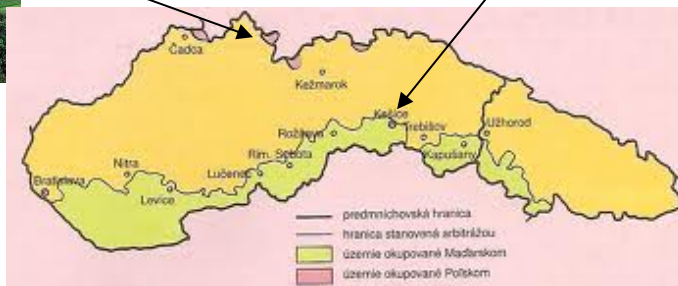 Čadca
Kežmarok
Košice
Rožňava
Trebišov
Užhorod
Rim. Sobota
Kapušany
Nitra
Lučenec
Bratislava
Levice
predmníchovská hranica
hranica stanovená arbitrážou
územie okupované Maďarskom
územie okupované Poľskom